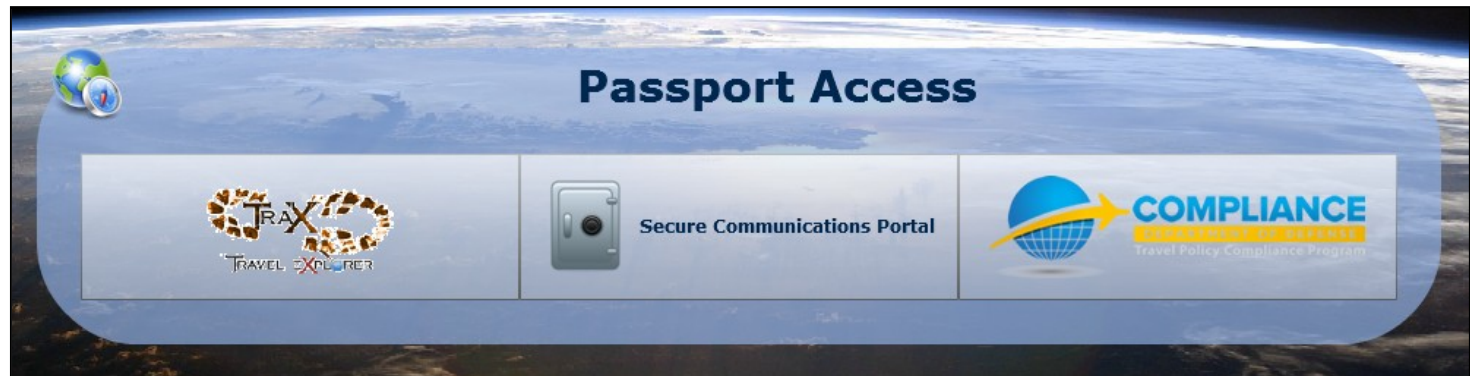 Passport Access
TRAX
TRAVEL EXPLORER
Secure Communications Portal
COMPLIANCE
DEPARTMENT OF DEFENSE
Travel Policy Compliance Program